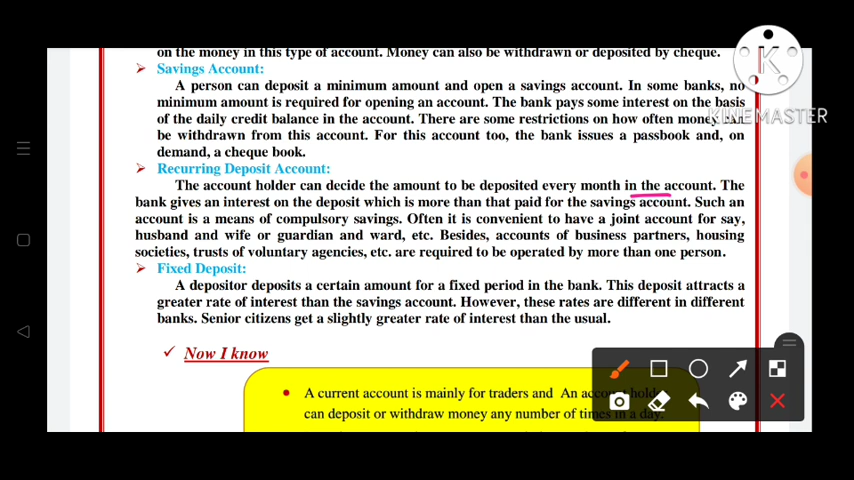 on the money in this type of account. Money can also be withdrawn or deposited by cheque.
Savings Account:
A person can deposit a minimum amount and open a savings account. In some banks, no
minimum amount is required for opening an account. The bank pays some interest on the basis
of the daily credit balance in the account. There are some restrictions on how often money can
be withdrawn from this account. For this account too, the bank issues a passbook and, on
demand, a cheque book.
Recurring Deposit Account:
The account holder can decide the amount to be deposited every month in the account. The
bank gives an interest on the deposit which is more than that paid for the savings account. Such an
account is a means of compulsory savings. Often it is convenient to have a joint account for say,
husband and wife or guardian and ward, etc. Besides, accounts of business partners, housing
societies, trusts of voluntary agencies, etc. are required to be operated by more than one person.
Fixed Deposit:
A depositor deposits a certain amount for a fixed period in the bank. This deposit attracts a
greater rate of interest than the savings account. However, these rates are different in different
banks. Senior citizens get a slightly greater rate of interest than the usual.
Now I know
A current account is mainly for traders and An account holder
can deposit or withdraw money any number of times in a day.
K
KINEMASTER